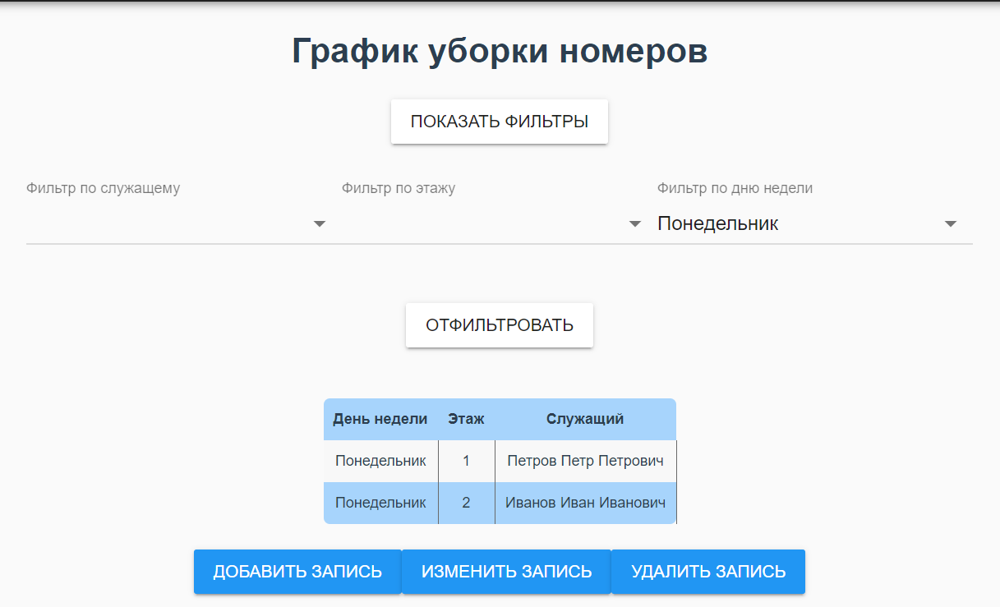 График уборки номеров
ПОКАЗАТЬ ФИЛЬТРЫ
Фильтр по служащему Фильтр по этажу Фильтр по дню недели
Понедельник
ОТФИЛЬТРОВАТЬ
День недели Этаж Служащий
Понедельник 1 Петров Петр Петрович
Понедельник 2 Иванов Иван Иванович
ДОБАВИТЬ ЗАПИСЬ ИЗМЕНИТЬ ЗАПИСЬ УДАЛИТЬ ЗАПИСЬ